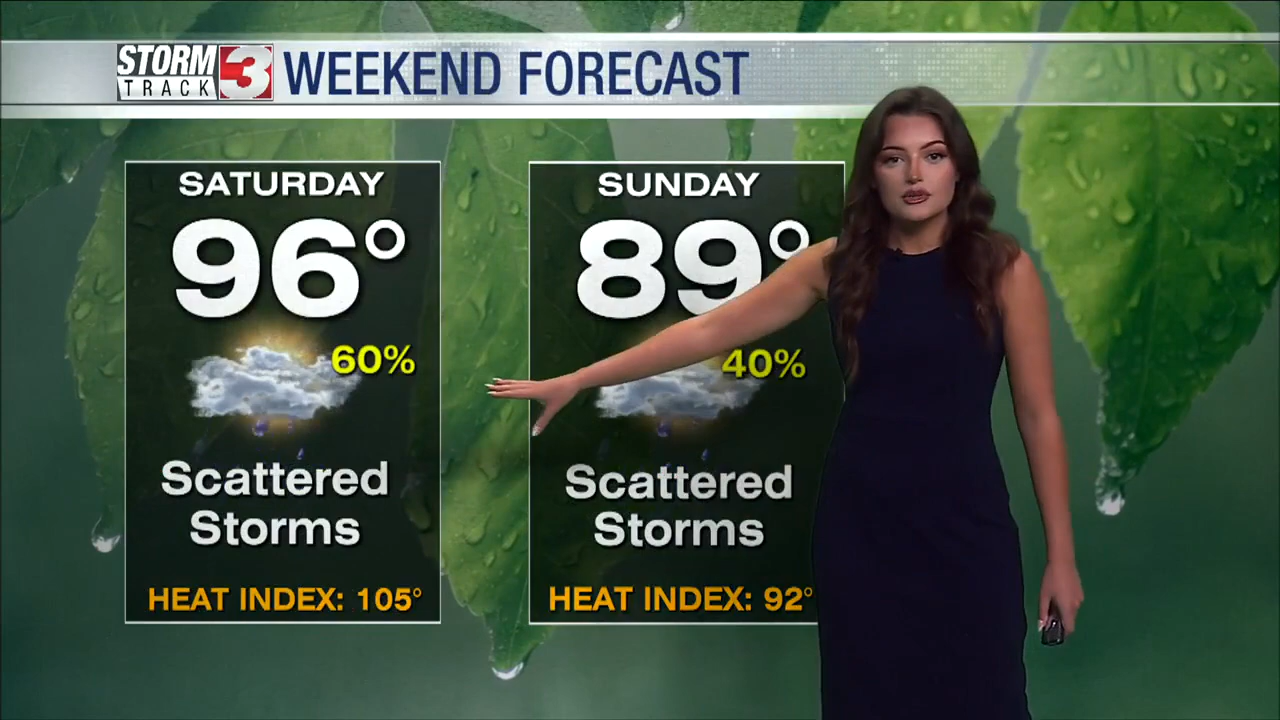 STORM
TRACK 3
WEEKEND FORECAST
SATURDAY
96°
60%
Scattered
Storms
HEAT INDEX: 105°
SUNDAY
89°
40%
Scattered
Storms
HEAT INDEX: 92°